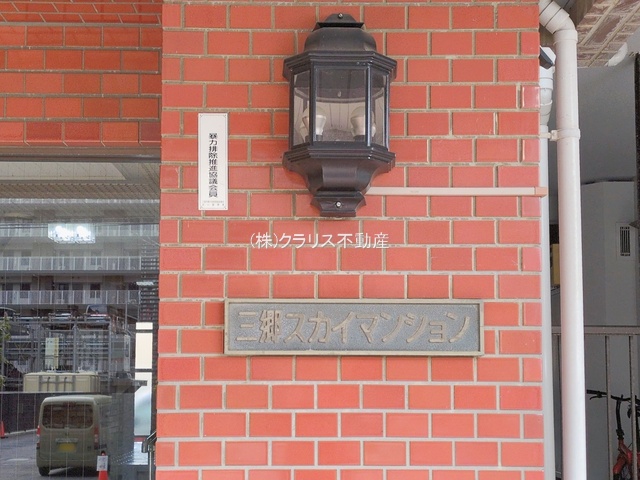 暴力排除推進協議会員
(株)クラリス不動産
三郷スカイマンション